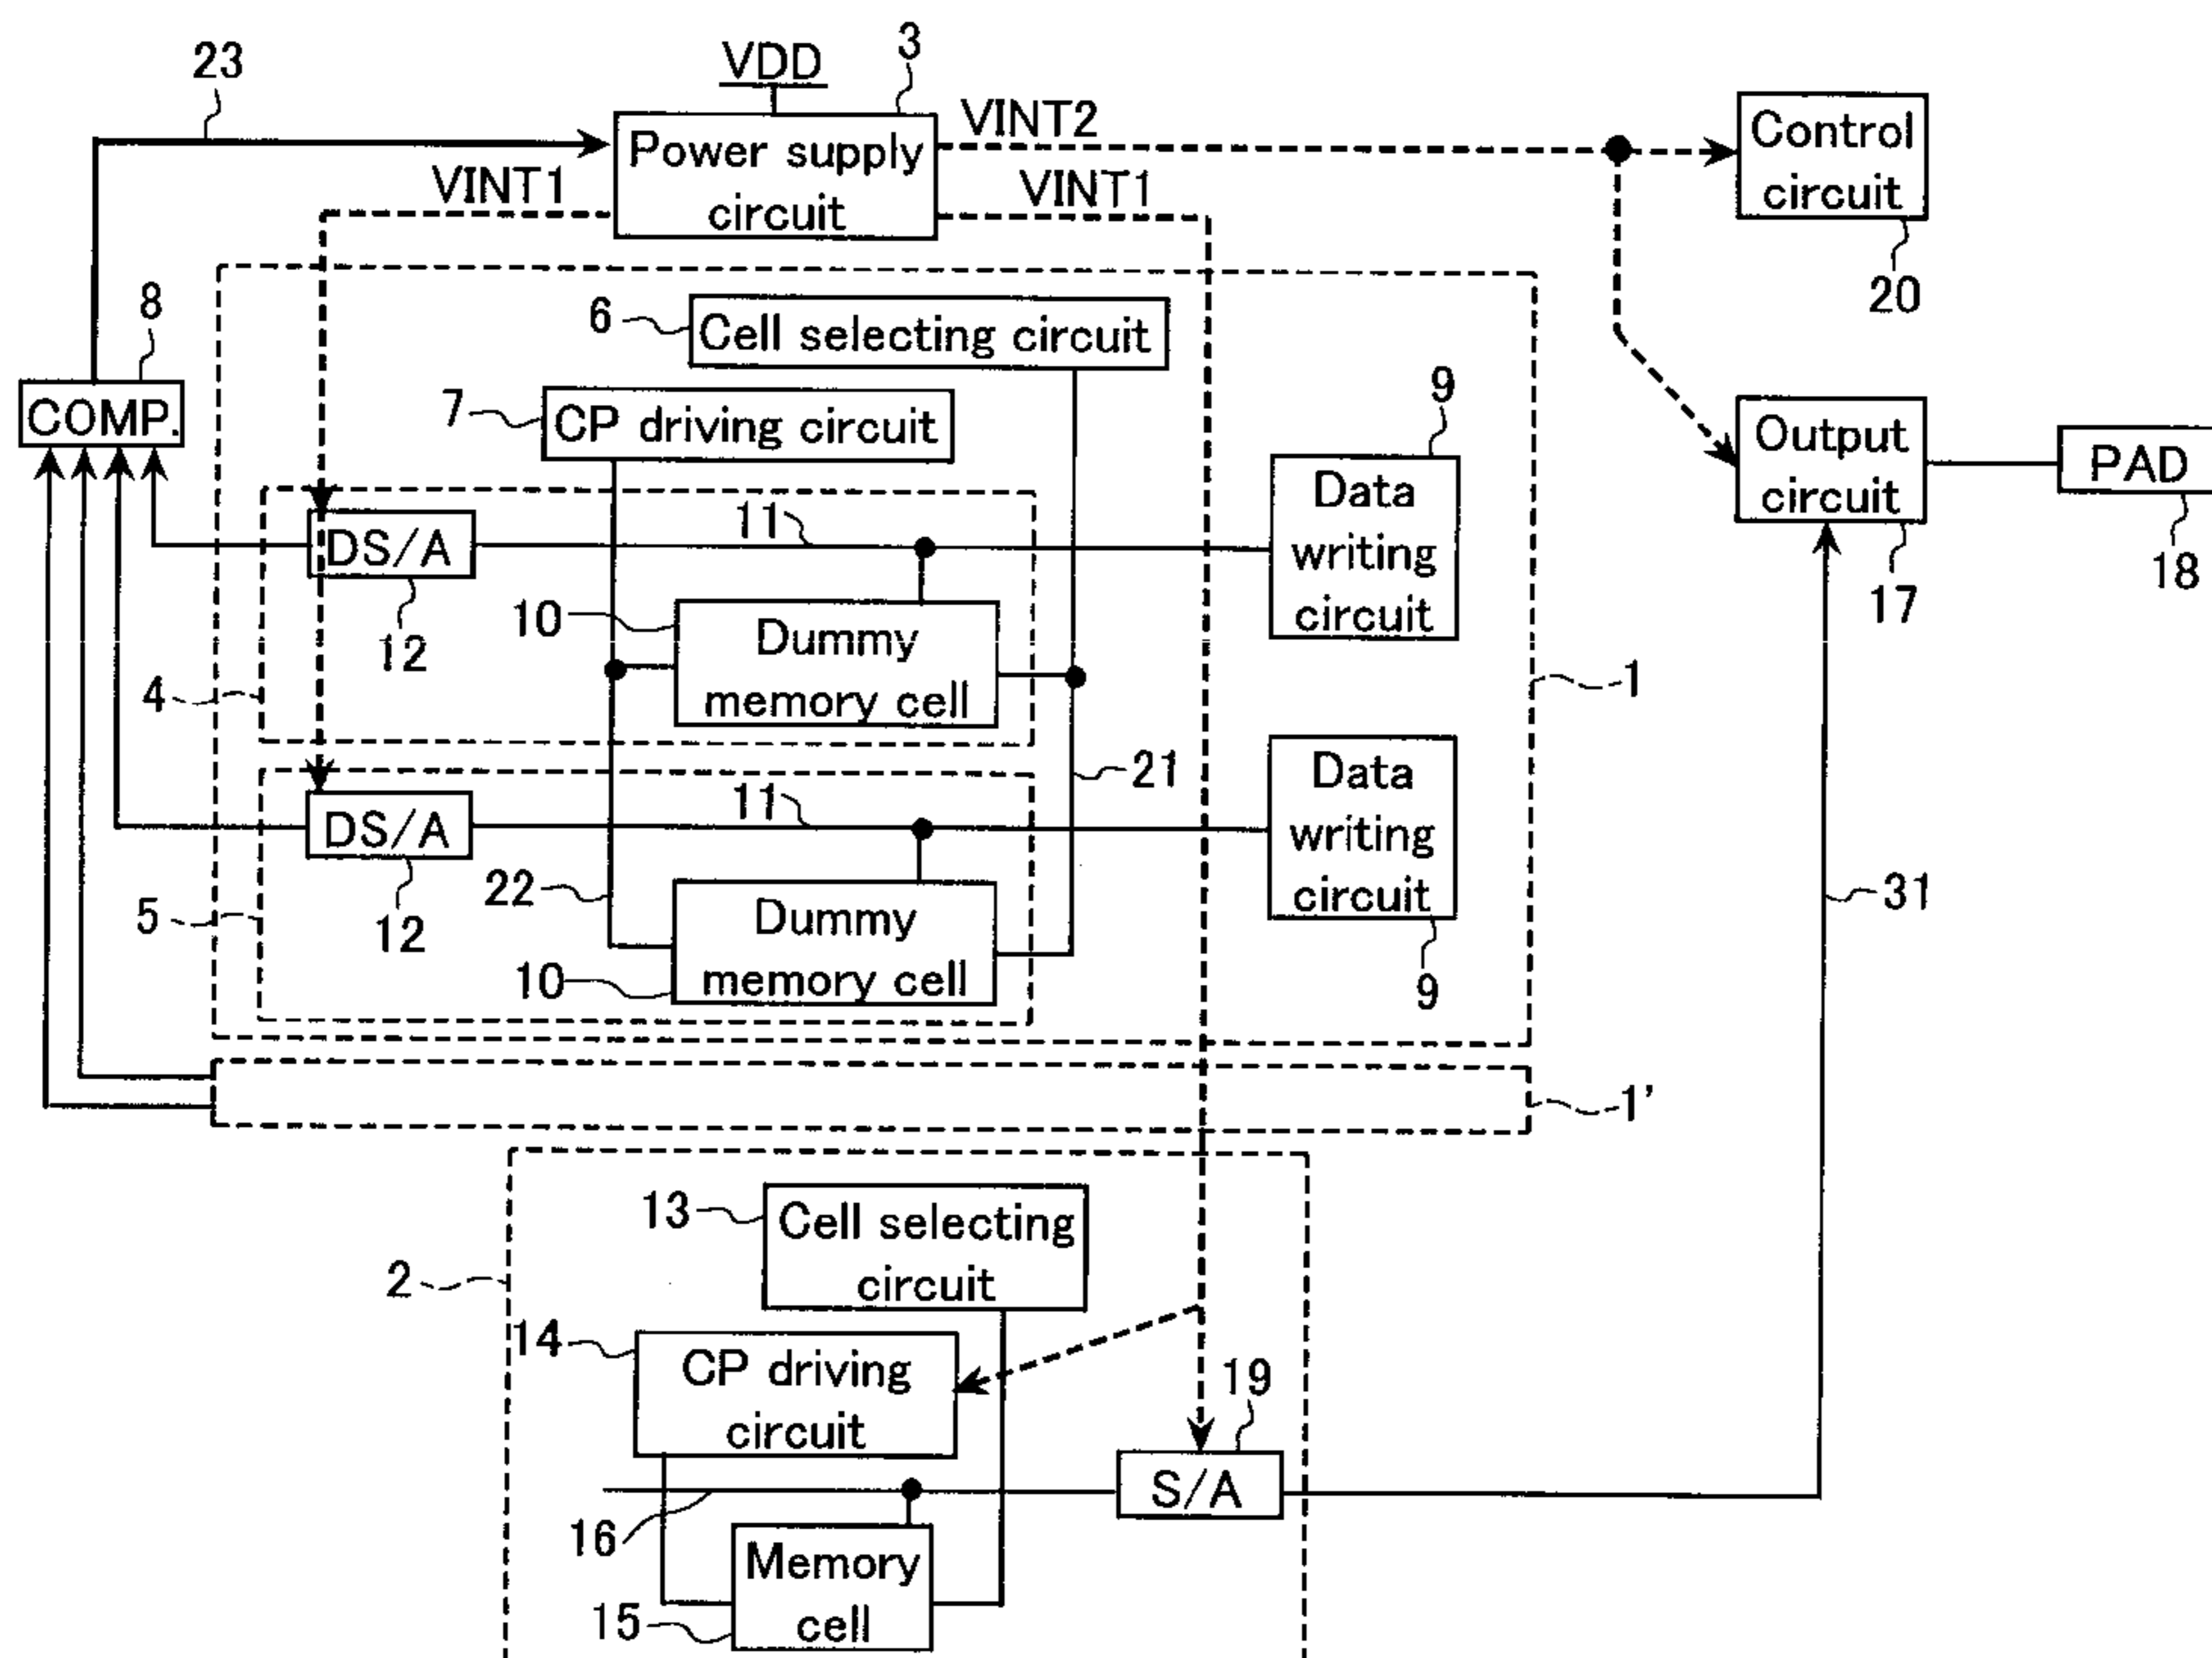 23
VDD
3
VINT2
Power supply
circuit
VINT1
VINT1
Control
circuit
20
8
COMP.
6
Cell selecting circuit
7
CP driving circuit
9
Data
writing
circuit
Output
circuit
17
PAD
18
DS/A
12
11
10
Dummy
memory cell
4
1
21
DS/A
12
11
Data
writing
circuit
9
22
5
10
Dummy
memory cell
31
1'
13
Cell selecting
circuit
2
14
CP driving
circuit
19
S/A
16
Memory
cell
15